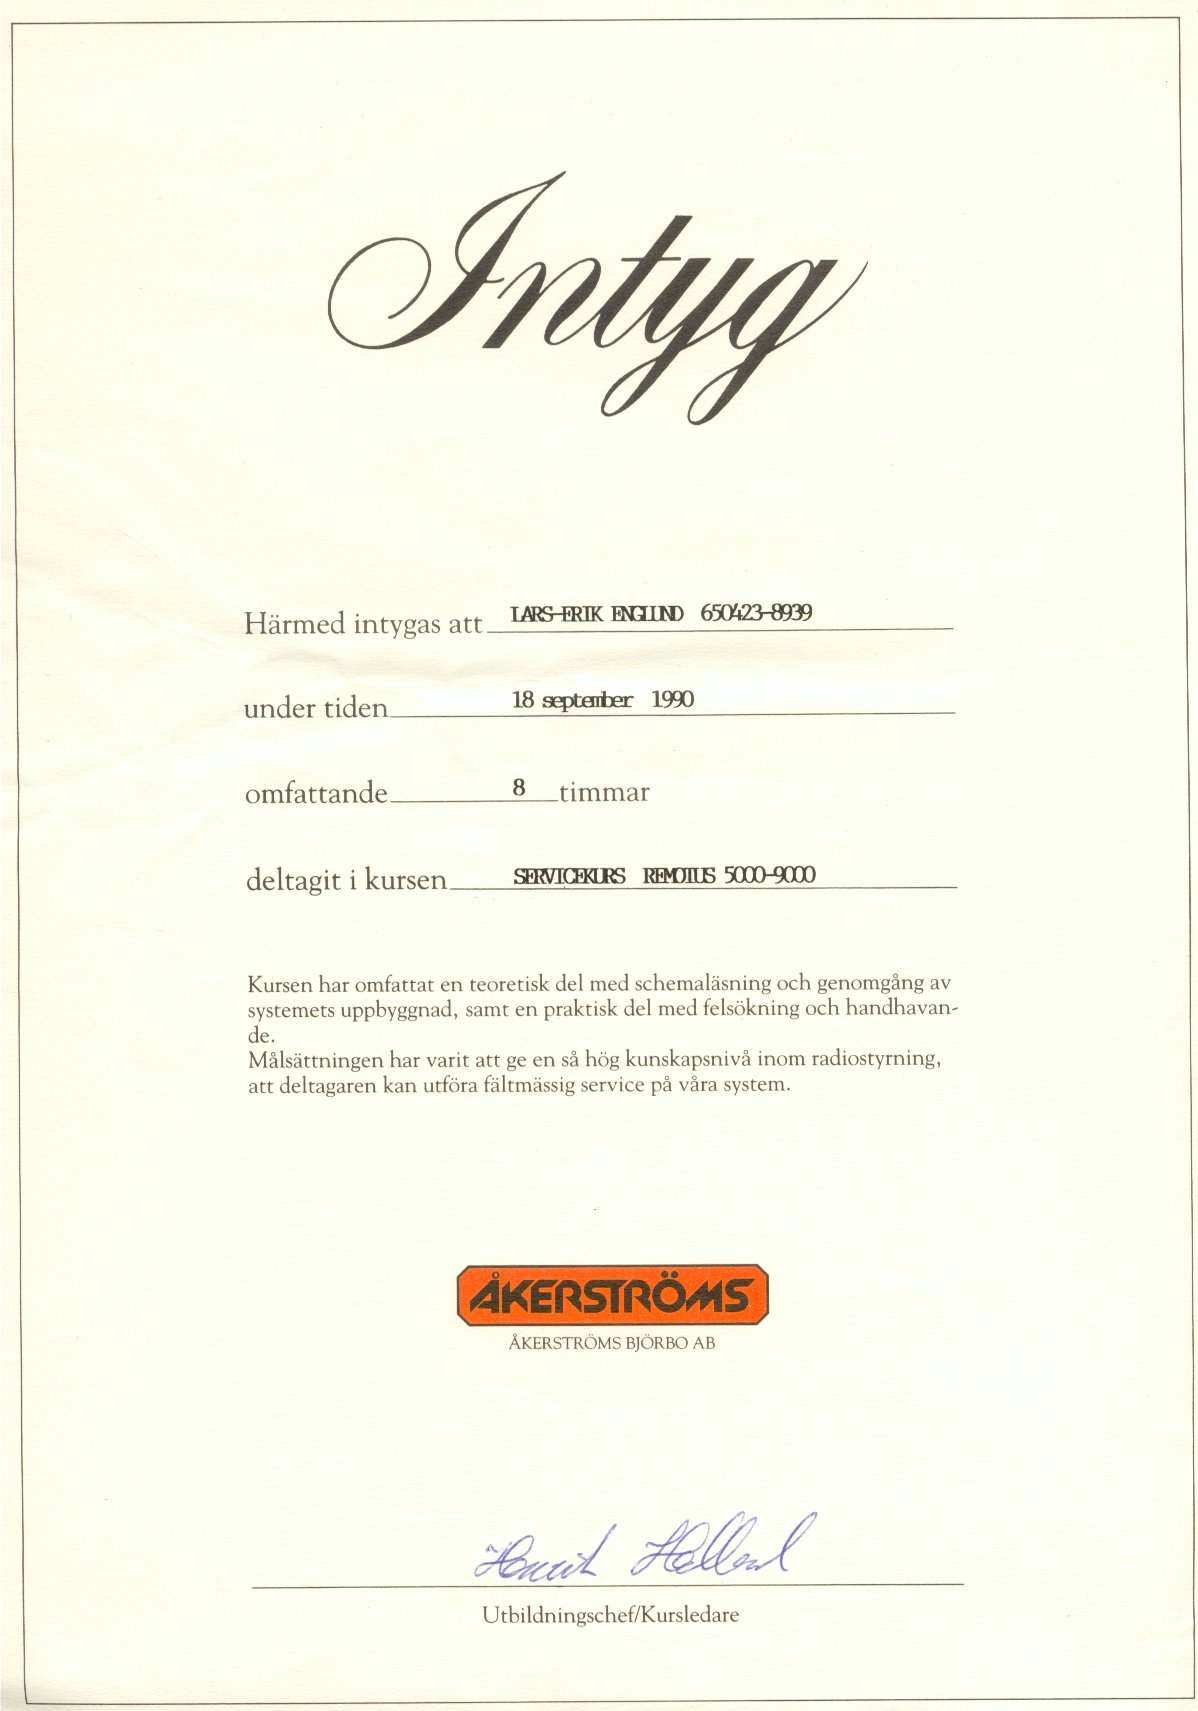 Intyg
Härmed intygas att LARS-ERIK ENGLUND 650423-8939
under tiden 18 september 1990
omfattande 8 timmar
deltagit i kursen SERVICEKURS REMOTUS 5000-9000
Kursen har omfattat en teoretisk del med schemaläsning och genomgång av
systemets uppbyggnad, samt en praktisk del med felsökning och handhavan-
de.
Målsättningen har varit att ge en så hög kunskapsnivå inom radiostyrning,
att deltagaren kan utföra fältmässig service på våra system.
ÅKERSTRÖMS
ÅKERSTRÖMS BJÖRBO AB
Utbildningschef/Kursledare